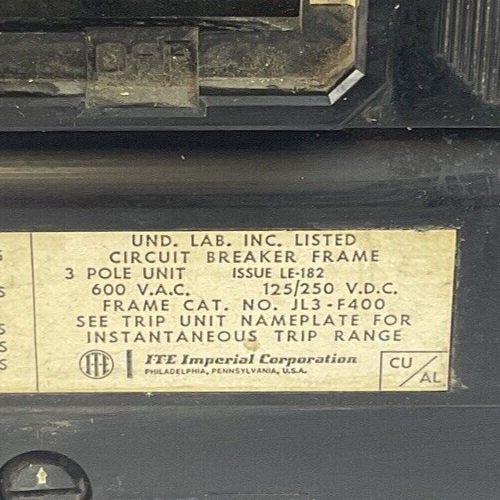 OFF
UND. LAB. INC. LISTED
CIRCUIT BREAKER FRAME
3 POLE UNIT ISSUE LE-182
600 V.A.C. 125/250 V.D.C.
FRAME CAT. NO. JL3-F400
SEE TRIP UNIT NAMEPLATE FOR
INSTANTANEOUS TRIP RANGE
ITE ITE Imperial Corporation
PHILADELPHIA, PENNSYLVANIA, U.S.A.
CU/AL